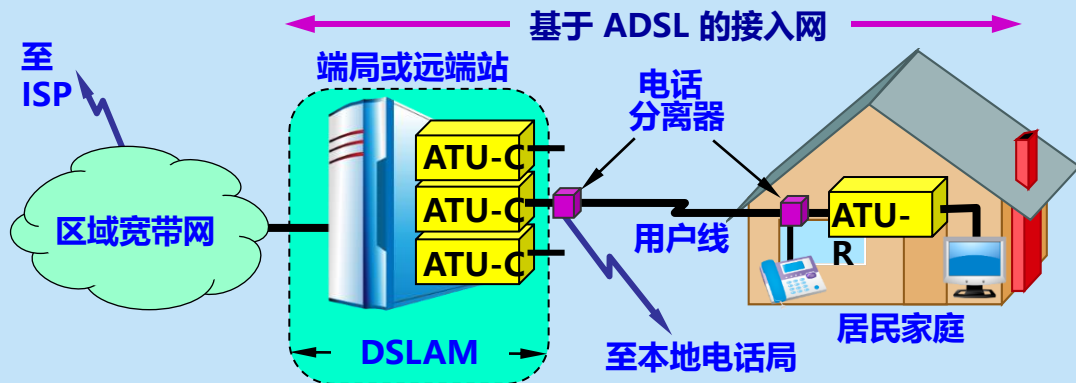 基于 ADSL 的接入网
至
ISP
端局或远端站
电话
分离器
ATU-C
ATU-C
ATU-C
区域宽带网
用户线
ATU-
R
居民家庭
DSLAM
至本地电话局